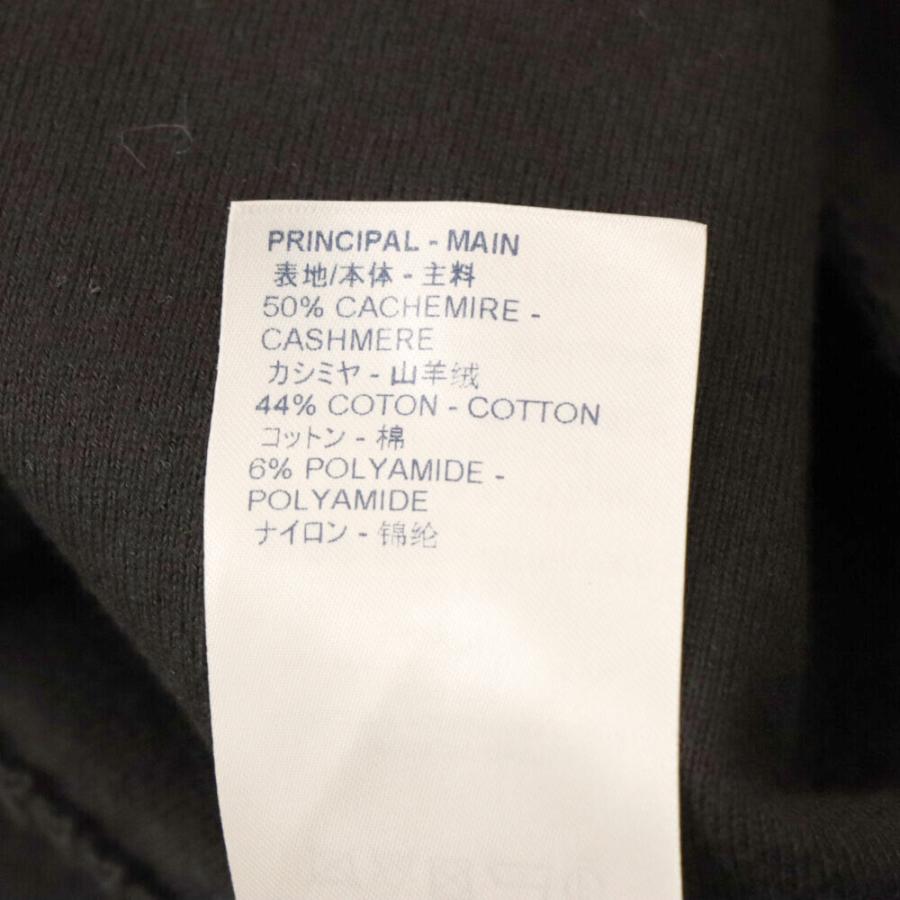 PRINCIPAL - MAIN
表地/本体 - 主料
50% CACHEMIRE -
CASHMERE
カシミヤ - 山羊绒
44% COTON - COTTON
コットン - 棉
6% POLYAMIDE -
POLYAMIDE
ナイロン - 锦纶